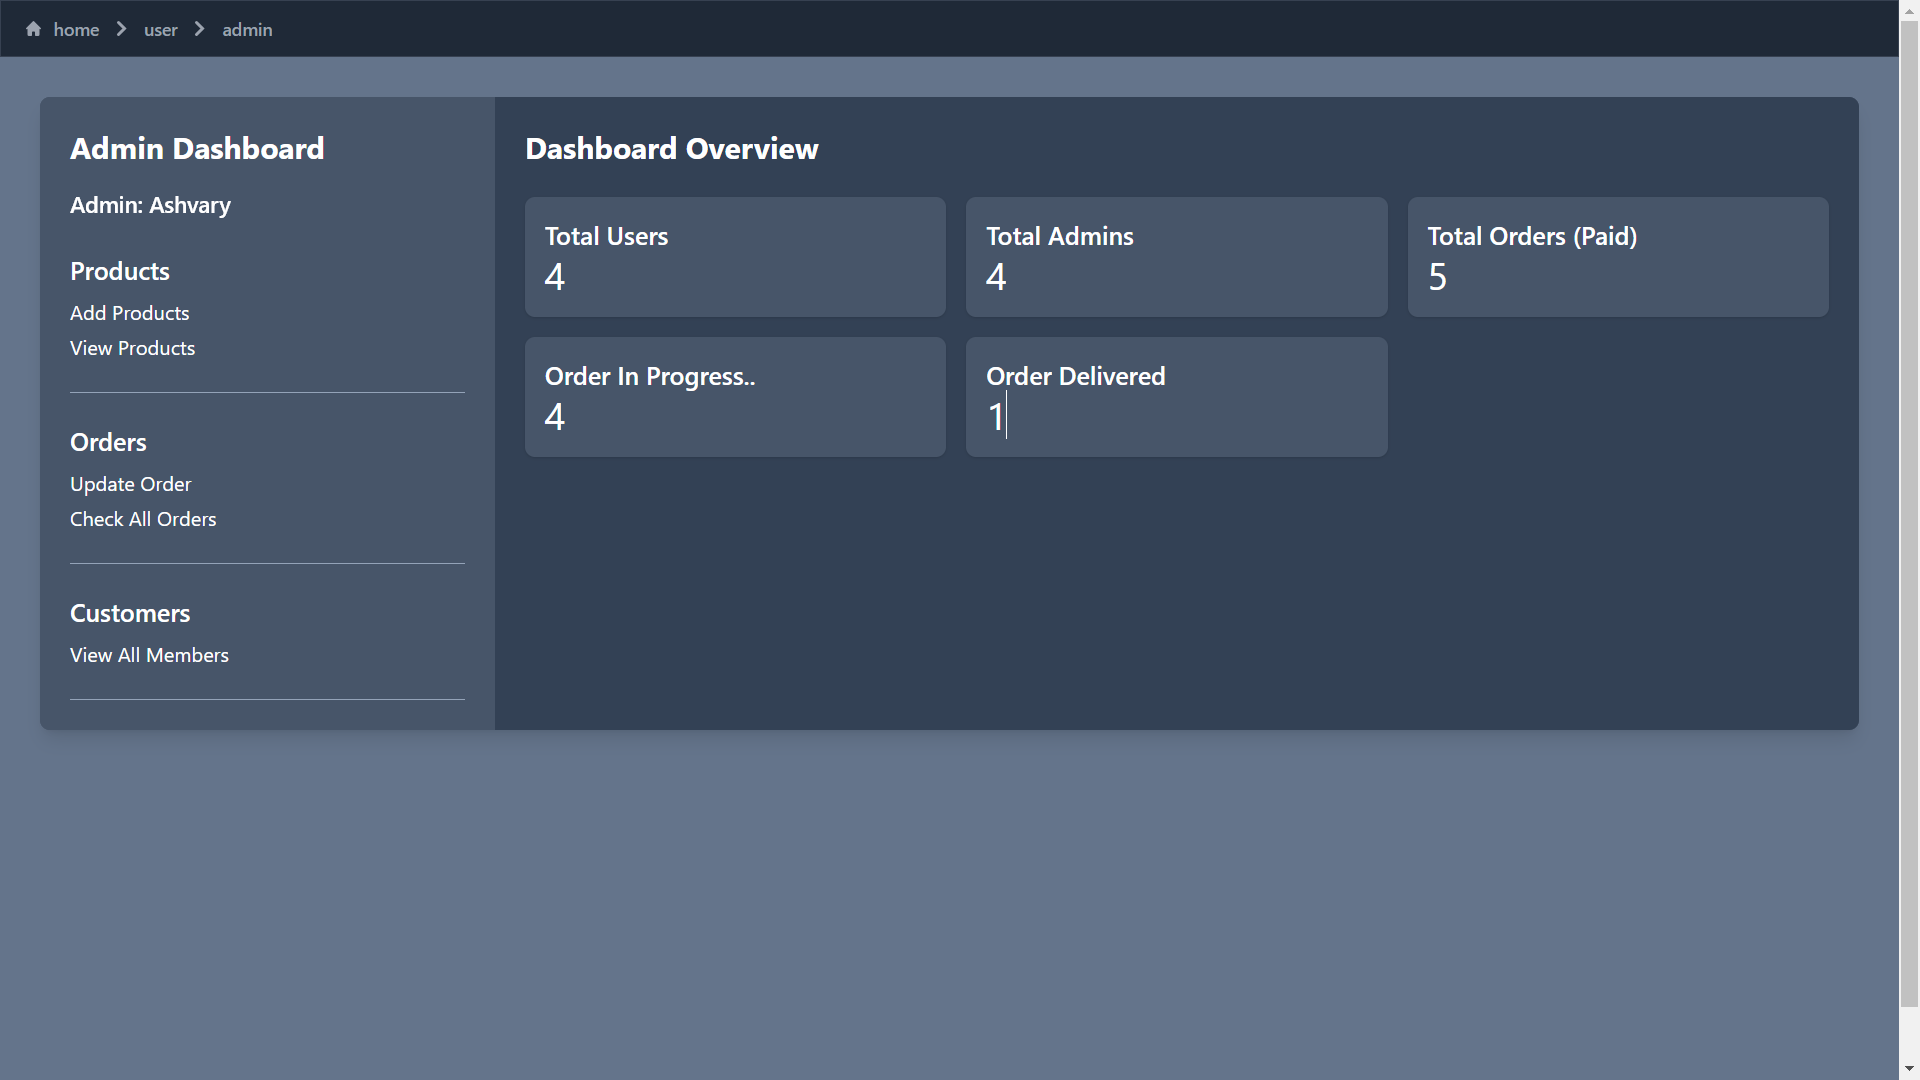 home user admin
Admin Dashboard
Admin: Ashvary
Products
Add Products
View Products
Orders
Update Order
Check All Orders
Customers
View All Members
Dashboard Overview
Total Users
4
Total Admins
4
Total Orders (Paid)
5
Order In Progress..
4
Order Delivered
1